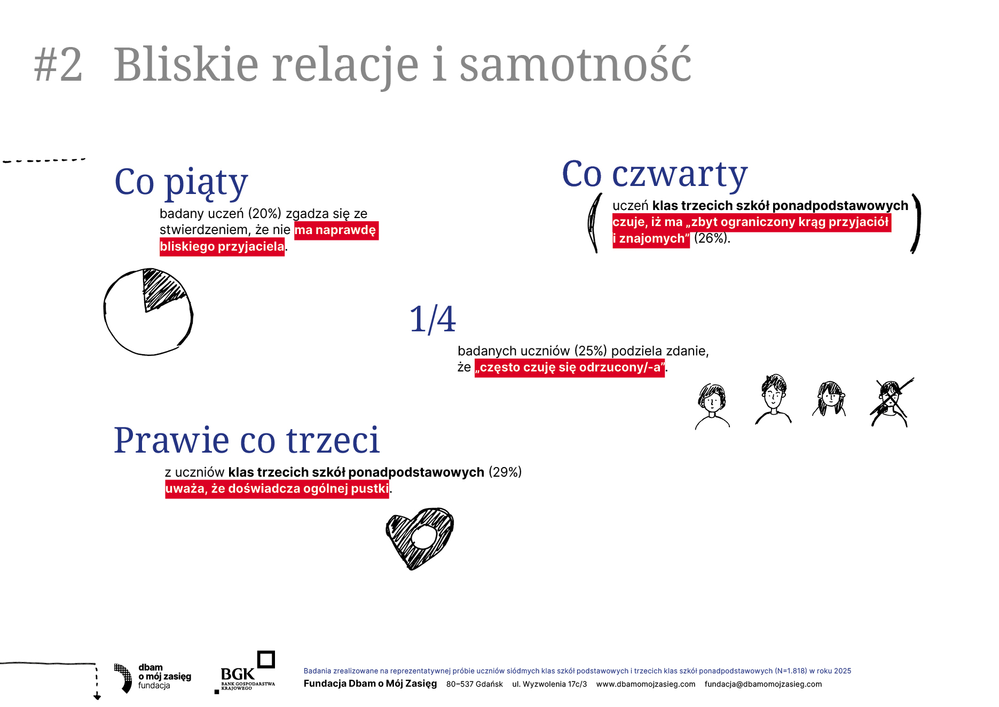 #2 Bliskie relacje i samotność
Co piąty
badany uczeń (20%) zgadza się ze
stwierdzeniem, że nie ma naprawdę
bliskiego przyjaciela.
Co czwarty
uczeń klas trzecich szkół ponadpodstawowych
czuje, iż ma „zbyt ograniczony krąg przyjaciół
i znajomych” (26%).
1/4
badanych uczniów (25%) podziela zdanie,
że „często czuję się odrzucony/-a”.
Prawie co trzeci
z uczniów klas trzecich szkół ponadpodstawowych (29%)
uważa, że doświadcza ogólnej pustki.
dbam
o mój zasięg
fundacja
BGK
BANK GOSPODARSTWA
KRAJOWEGO
Badania zrealizowane na reprezentatywnej próbie uczniów siódmych klas szkół podstawowych i trzecich klas szkół ponadpodstawowych (N=1.818) w roku 2025
Fundacja Dbam o Mój Zasięg 80–537 Gdańsk ul. Wyzwolenia 17c/3 www.dbamomojzasieg.com fundacja@dbamomojzasieg.com